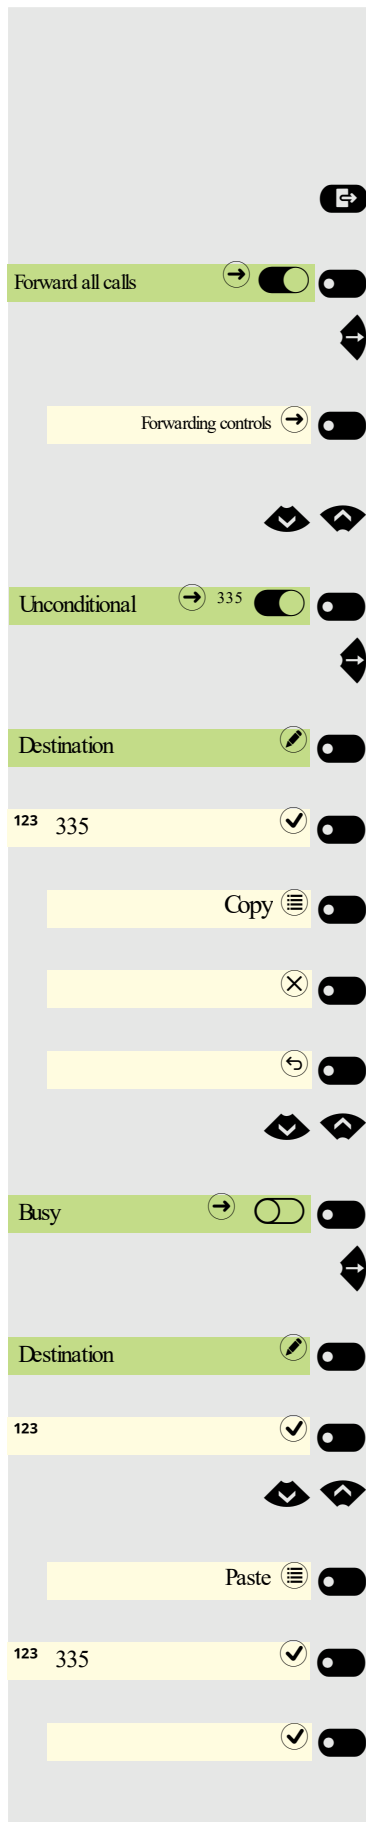 Forward all calls
Forwarding controls
Unconditional 335
Destination
123 335
Copy
Busy
Destination
123
Paste
123 335